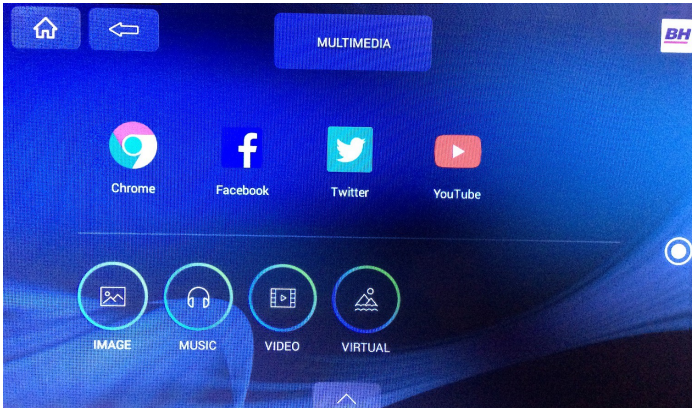 MULTIMEDIA
BH
Chrome
Facebook
Twitter
YouTube
IMAGE
MUSIC
VIDEO
VIRTUAL